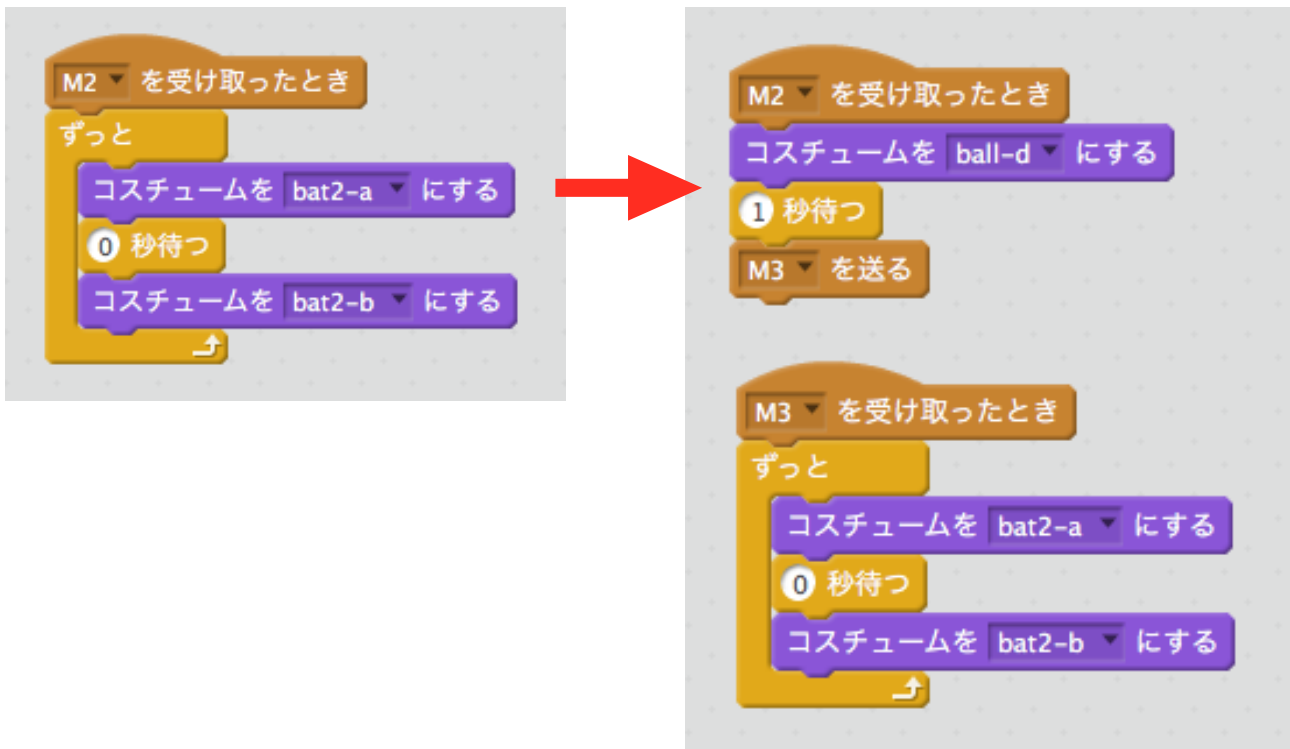 M2 を受け取ったとき
ずっと
コスチュームを bat2-a にする
0 秒待つ
コスチュームを bat2-b にする
M2 を受け取ったとき
コスチュームを ball-d にする
1 秒待つ
M3 を送る
M3 を受け取ったとき
ずっと
コスチュームを bat2-a にする
0 秒待つ
コスチュームを bat2-b にする